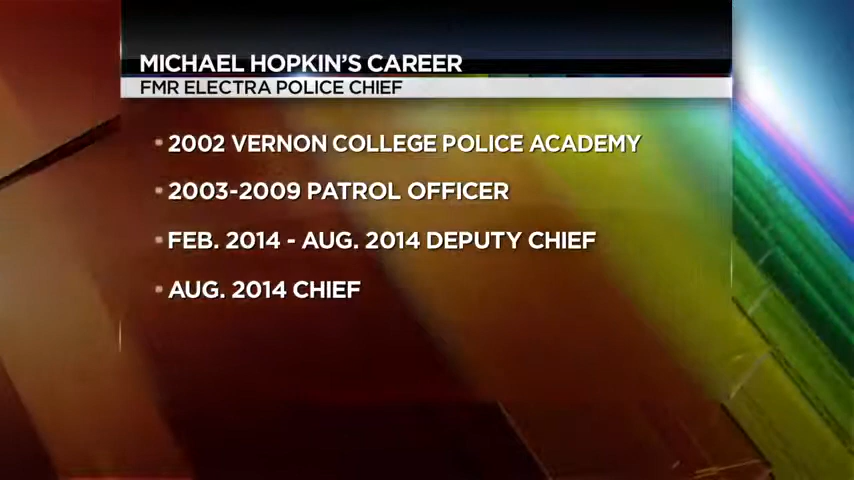 MICHAEL HOPKIN'S CAREER
FMR ELECTRA POLICE CHIEF
2002 VERNON COLLEGE POLICE ACADEMY
2003-2009 PATROL OFFICER
FEB. 2014 - AUG. 2014 DEPUTY CHIEF
AUG. 2014 CHIEF